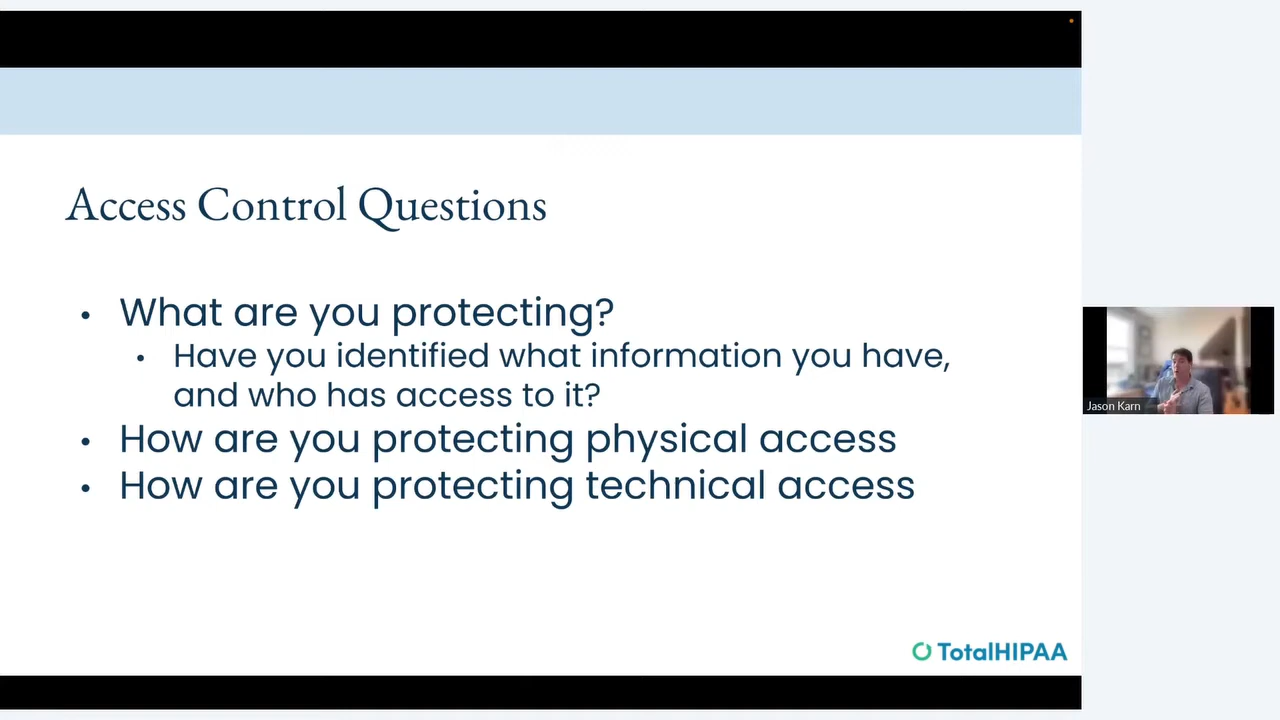 Access Control Questions
• What are you protecting?
• Have you identified what information you have,
and who has access to it?
• How are you protecting physical access
• How are you protecting technical access
Jason Karn
TotalHIPAA